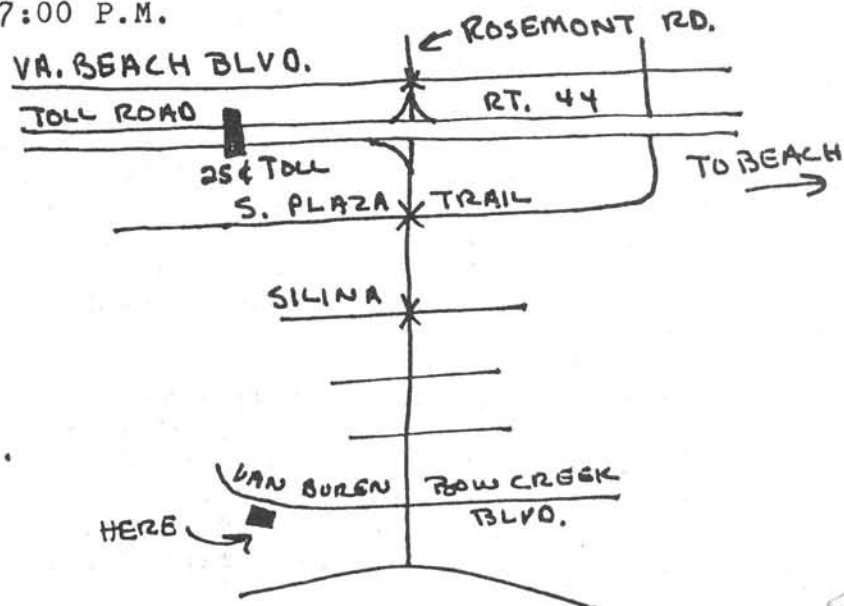 7:00 P.M.
ROSEMONT RD.
VA. BEACH BLVD.
TOLL ROAD
RT. 44
25¢ TOLL
TO BEACH
S. PLAZA TRAIL
SILINA
VAN BUREN
BOW CREEK
BLVD.
HERE